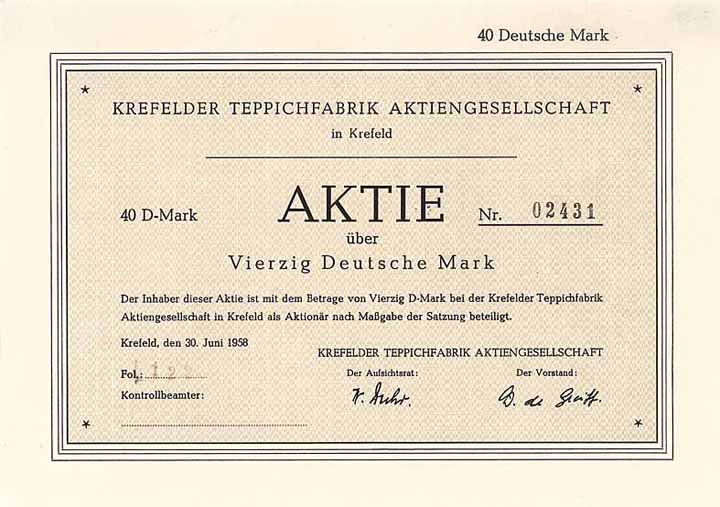 40 Deutsche Mark
KREFELDER TEPPICHFABRIK AKTIENGESELLSCHAFT
in Krefeld
40 D-Mark AKTIE Nr. 02431
über
Vierzig Deutsche Mark
Der Inhaber dieser Aktie ist mit dem Betrage von Vierzig D-Mark bei der Krefelder Teppichfabrik
Aktiengesellschaft in Krefeld als Aktionär nach Maßgabe der Satzung beteiligt.
Krefeld, den 30. Juni 1958
KREFELDER TEPPICHFABRIK AKTIENGESELLSCHAFT
Fol.: Der Aufsichtsrat: Der Vorstand:
Kontrollbeamter: